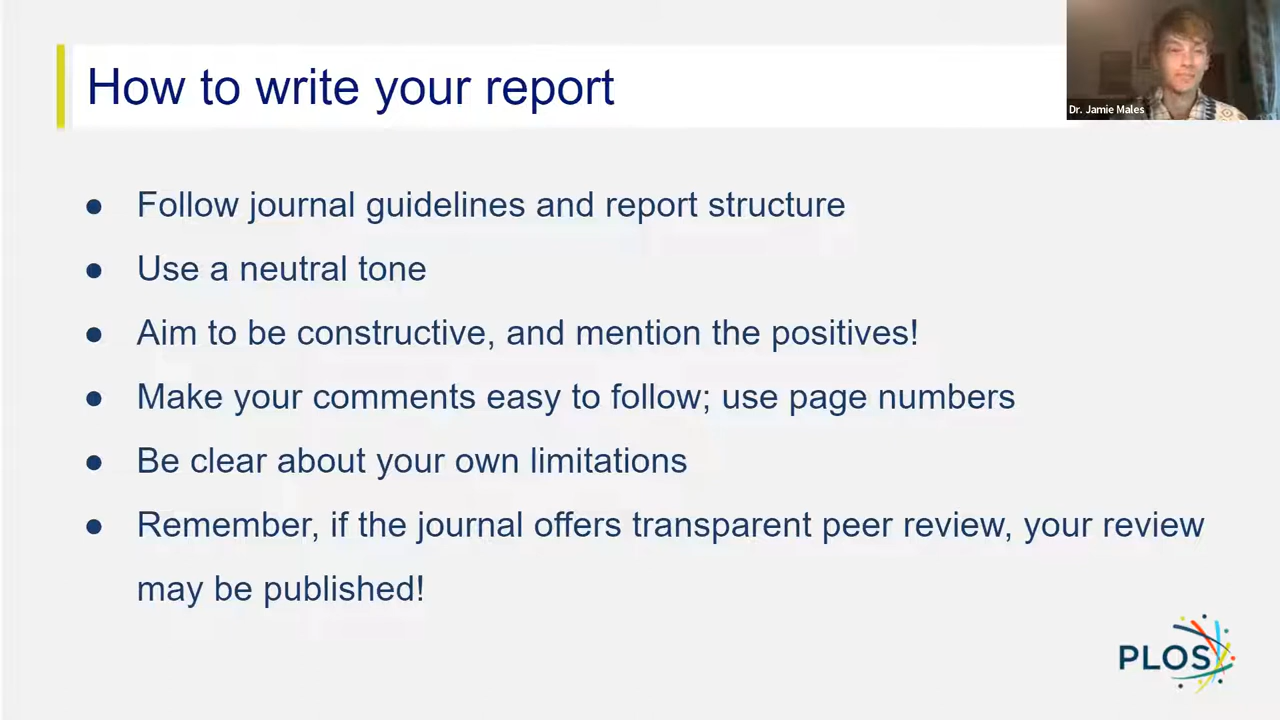 How to write your report
Dr. Jamie Males
● Follow journal guidelines and report structure
● Use a neutral tone
● Aim to be constructive, and mention the positives!
● Make your comments easy to follow; use page numbers
● Be clear about your own limitations
● Remember, if the journal offers transparent peer review, your review
may be published!
PLOS